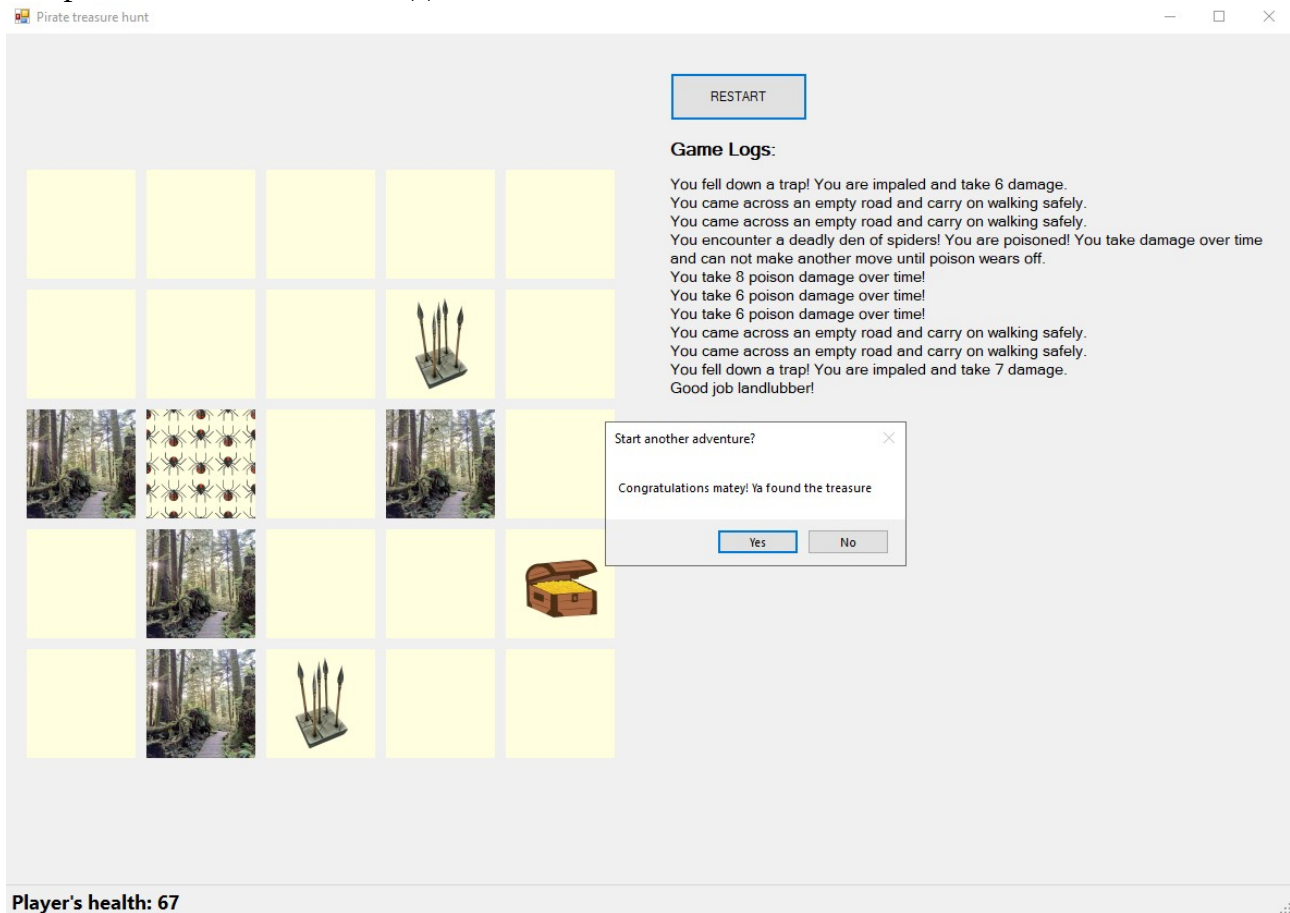 Pirate treasure hunt
RESTART
Game Logs:
You fell down a trap! You are impaled and take 6 damage.
You came across an empty road and carry on walking safely.
You came across an empty road and carry on walking safely.
You encounter a deadly den of spiders! You are poisoned! You take damage over time
and can not make another move until poison wears off.
You take 8 poison damage over time!
You take 6 poison damage over time!
You take 6 poison damage over time!
You came across an empty road and carry on walking safely.
You came across an empty road and carry on walking safely.
You fell down a trap! You are impaled and take 7 damage.
Good job landlubber!
Start another adventure?
Congratulations matey! Ya found the treasure
Yes
No
Player's health: 67